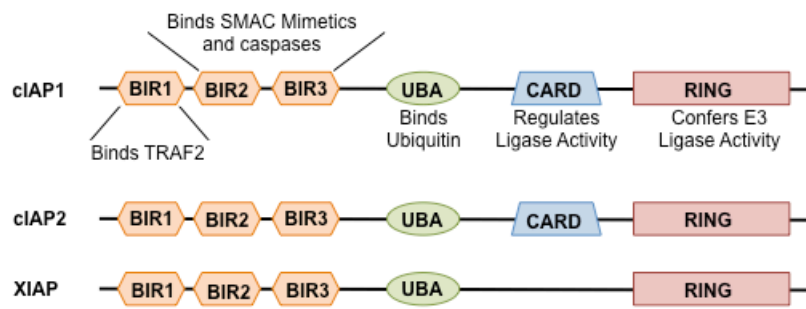 Binds SMAC Mimetics
and caspases
cIAP1 BIR1 BIR2 BIR3 UBA CARD RING
Binds TRAF2
Binds
Ubiquitin
Regulates
Ligase Activity
Confers E3
Ligase Activity
cIAP2 BIR1 BIR2 BIR3 UBA CARD RING
XIAP BIR1 BIR2 BIR3 UBA RING